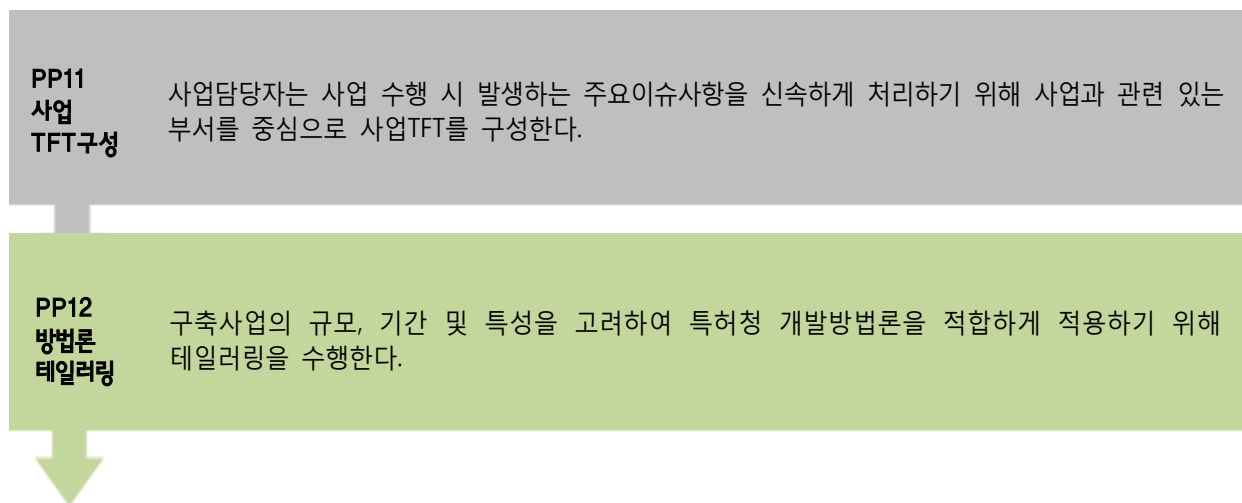 PP11
사업
TFT구성
사업담당자는 사업 수행 시 발생하는 주요이슈사항을 신속하게 처리하기 위해 사업과 관련 있는
부서를 중심으로 사업TFT를 구성한다.
PP12
방법론
테일러링
구축사업의 규모, 기간 및 특성을 고려하여 특허청 개발방법론을 적합하게 적용하기 위해
테일러링을 수행한다.